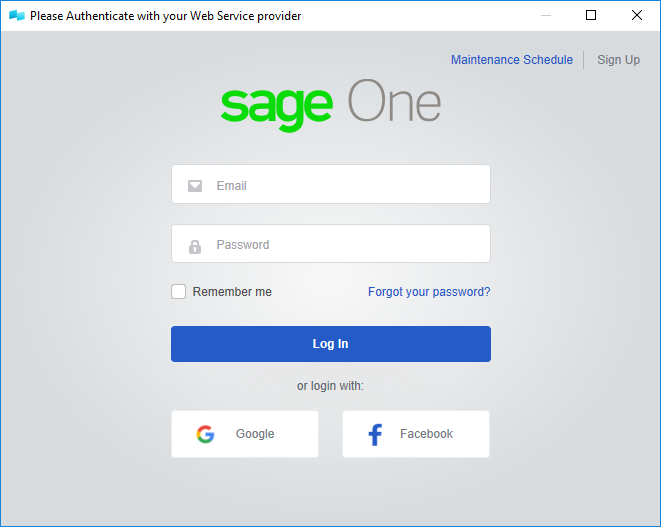 Please Authenticate with your Web Service provider
Maintenance Schedule Sign Up
sage One
Email
Password
Remember me Forgot your password?
Log In
or login with:
Google Facebook